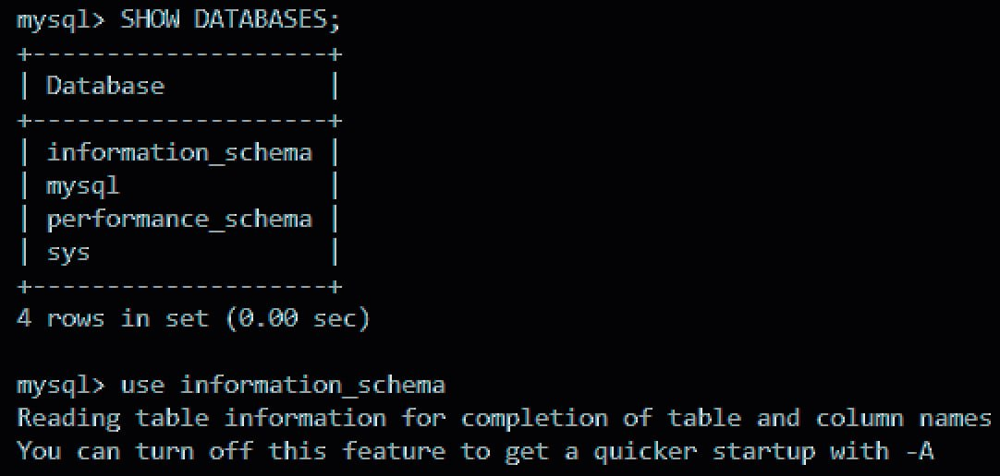 mysql> SHOW DATABASES;
+--------------------+
| Database           |
+--------------------+
| information_schema |
| mysql              |
| performance_schema |
| sys                |
+--------------------+
4 rows in set (0.00 sec)

mysql> use information_schema
Reading table information for completion of table and column names
You can turn off this feature to get a quicker startup with -A